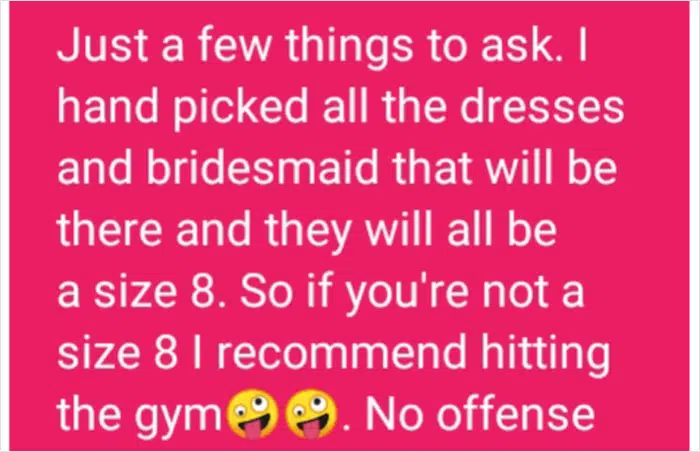 Just a few things to ask. I
hand picked all the dresses
and bridesmaid that will be
there and they will all be
a size 8. So if you're not a
size 8 I recommend hitting
the gym🤪🤪. No offense